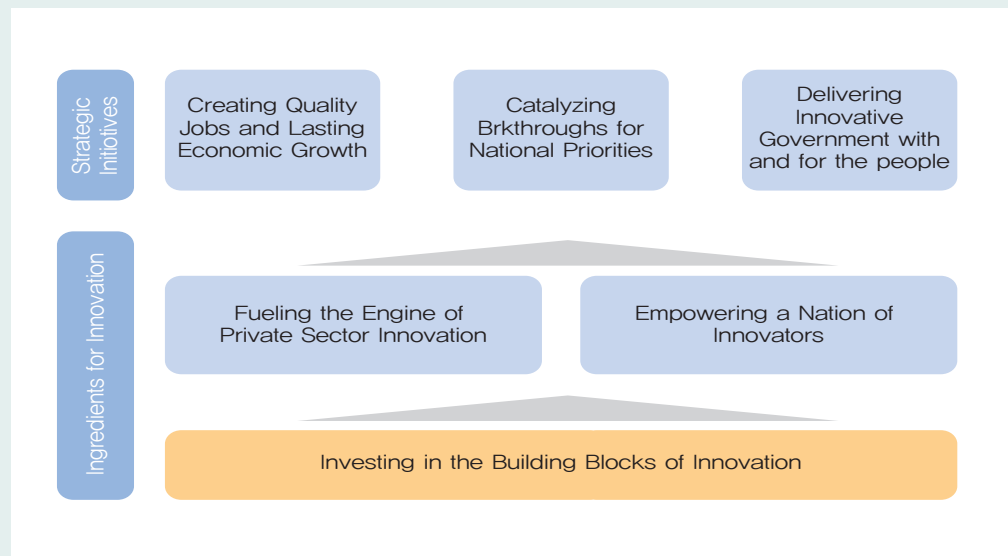 Strategic
Initiotives
Creating Quality
Jobs and Lasting
Economic Growth
Catalyzing
Brkthroughs for
National Priorities
Delivering
Innovative
Government with
and for the people
Ingredients for Innovation
Fueling the Engine of
Private Sector Innovation
Empowering a Nation of
Innovators
Investing in the Building Blocks of Innovation